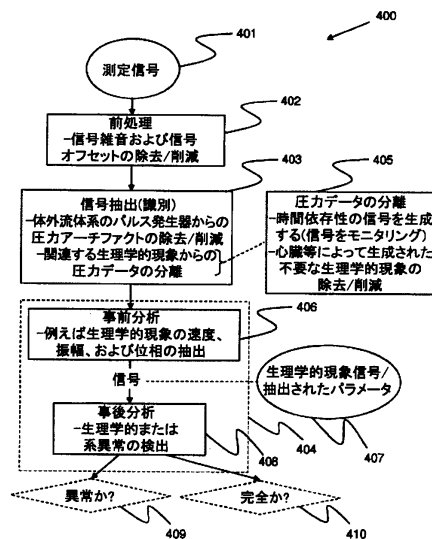 400
401
測定信号
402
前処理
－信号雑音および信号
オフセットの除去/削減
403
信号抽出(識別)
－体外流体系のパルス発生器からの
圧力アーチファクトの除去/削減
－関連する生理学的現象からの
圧力データの分離
405
圧力データの分離
－時間依存性の信号を生成
する(信号をモニタリング)
－心臓等によって生成された
不要な生理学的現象の
除去/削減
406
事前分析
－例えば生理学的現象の速度、
振幅、および位相の抽出
信号
生理学的現象信号/
抽出されたパラメータ
407
事後分析
－生理学的または
系異常の検出
408
404
異常か?
409
完全か?
410